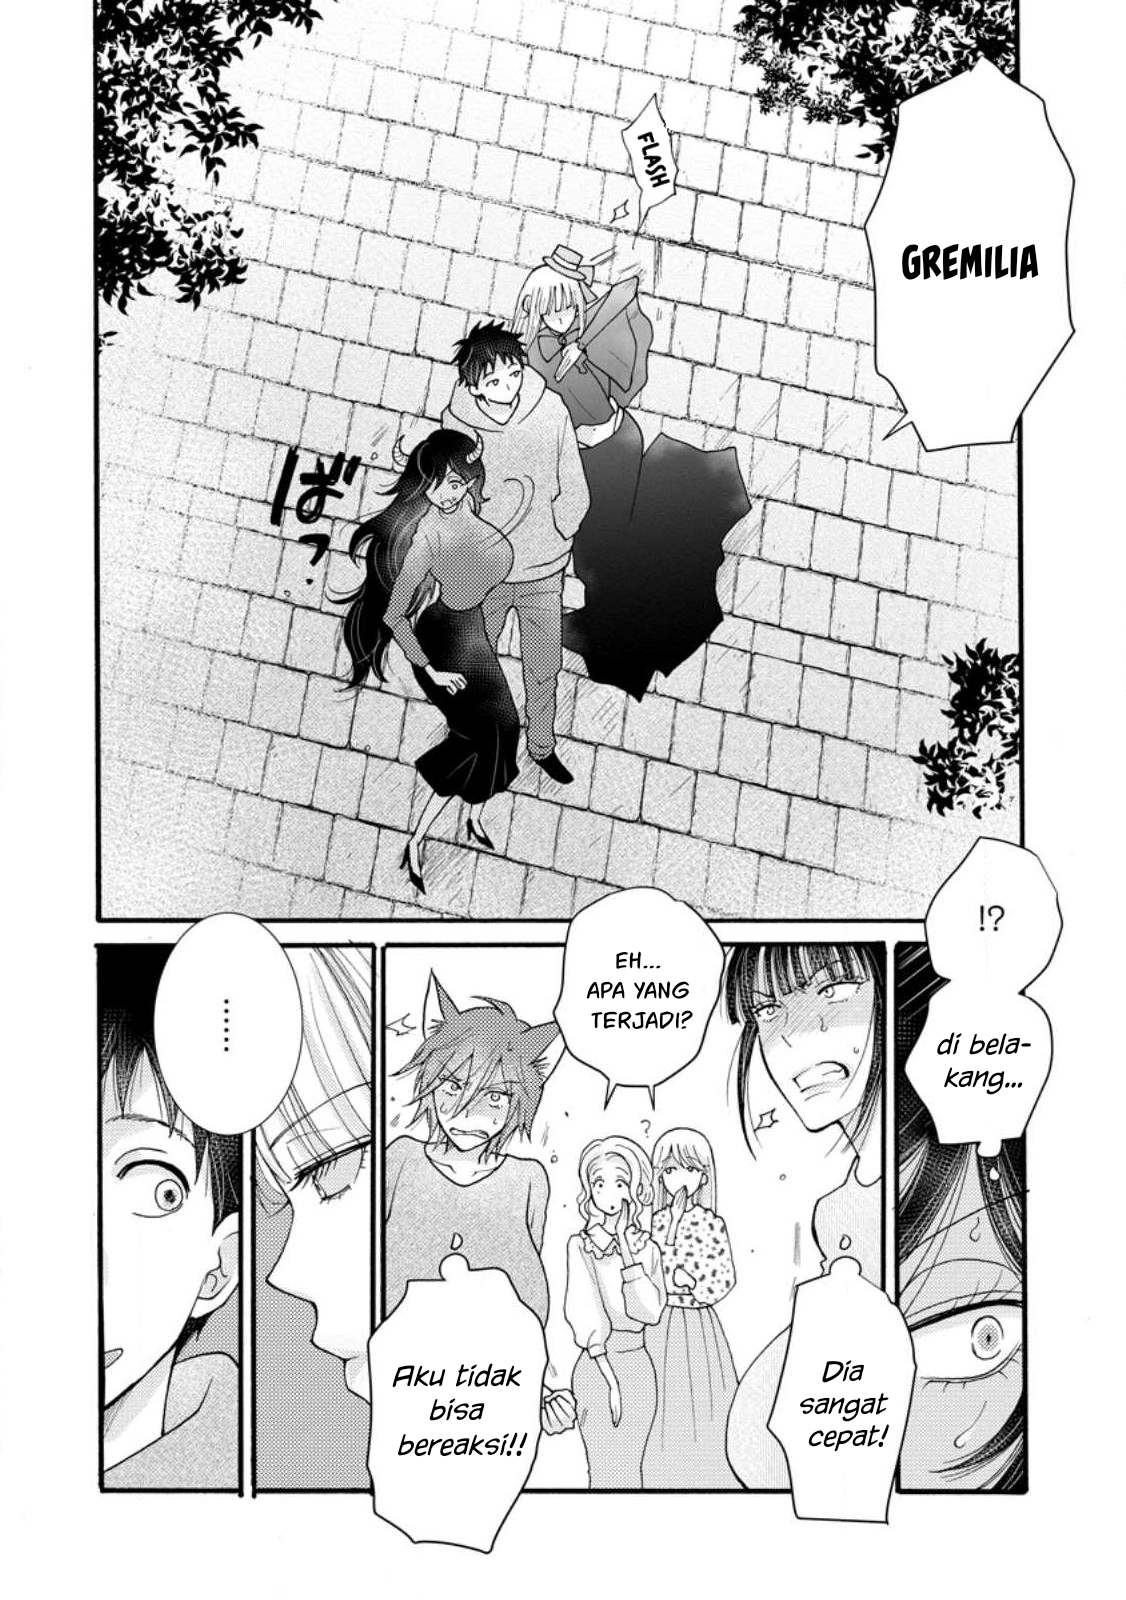 GREMILIA
FLASH
ばっ
!?
di bela-
kang...
Dia
sangat
cepat!
EH...
APA YANG
TERJADI?
?
Aku tidak
bisa
bereaksi!!
......